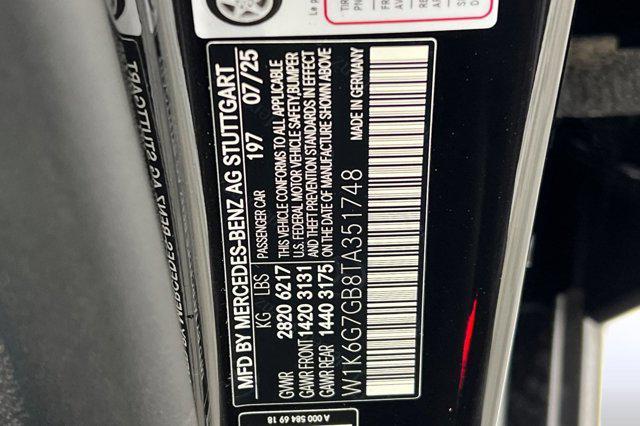 MFD BY MERCEDES-BENZ AG STUTTGART
197 07/25
KG LBS PASSENGER CAR
GVWR 2820 6217
GAWR FRONT 1420 3131
GAWR REAR 1440 3175
THIS VEHICLE CONFORMS TO ALL APPLICABLE
U.S. FEDERAL MOTOR VEHICLE SAFETY,BUMPER
AND THEFT PREVENTION STANDARDS IN EFFECT
ON THE DATE OF MANUFACTURE SHOWN ABOVE
W1K6G7GB8TA351748 MADE IN GERMANY
A 000 584 69 18